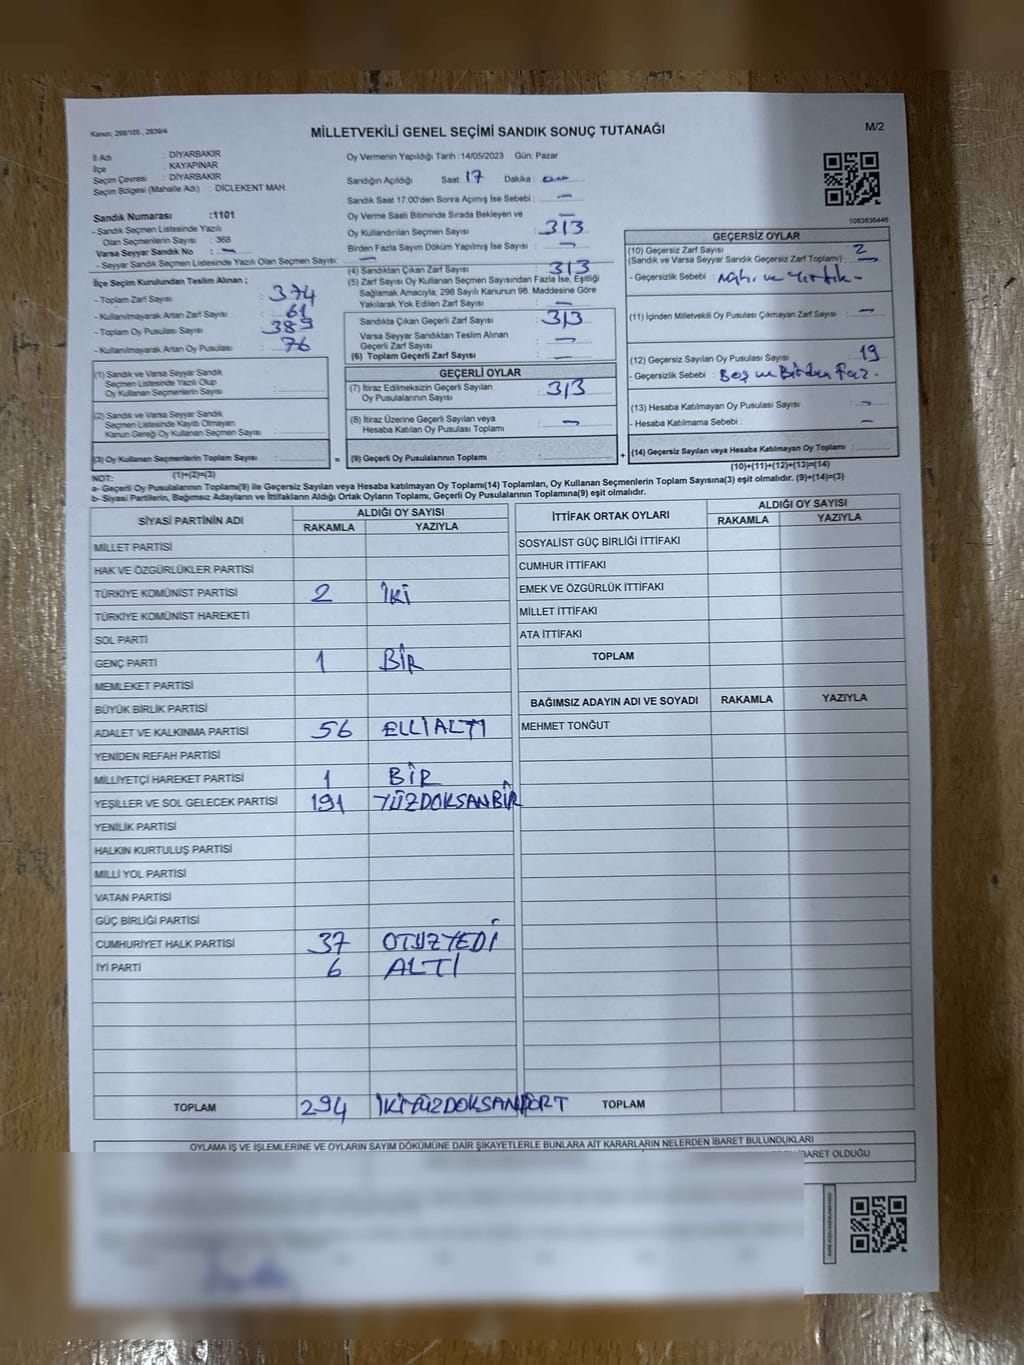 Kanun: 298/105 , 2839/4
MİLLETVEKİLİ GENEL SEÇİMİ SANDIK SONUÇ TUTANAĞI
M/2
İl Adı : DİYARBAKIR
İlçe : KAYAPINAR
Seçim Çevresi : DİYARBAKIR
Seçim Bölgesi (Mahalle Adı) : DİCLEKENT MAH.
Sandık Numarası :1101
- Sandık Seçmen Listesinde Yazılı
Olan Seçmenlerin Sayısı : 368
Varsa Seyyar Sandık No : -
- Seyyar Sandık Seçmen Listesinde Yazılı Olan Seçmen Sayısı: -
İlçe Seçim Kurulundan Teslim Alınan ;
- Toplam Zarf Sayısı : 374
- Kullanılmayarak Artan Zarf Sayısı : 61
- Toplam Oy Pusulası Sayısı : 389
- Kullanılmayarak Artan Oy Pusulası : 76
(1) Sandık ve Varsa Seyyar Sandık
Seçmen Listesinde Yazılı Olup
Oy Kullanan Seçmenlerin Sayısı :
(2) Sandık ve Varsa Seyyar Sandık
Seçmen Listesinde Kayıtlı Olmayan
Kanun Gereği Oy Kullanan Seçmen Sayısı :
(3) Oy Kullanan Seçmenlerin Toplam Sayısı :
(1)+(2)=(3)
Oy Vermenin Yapıldığı Tarih :14/05/2023 Gün: Pazar
Sandığın Açıldığı Saat : 17 Dakika :
Sandık Saat 17:00'den Sonra Açımış İse Sebebi : -
Oy Verme Saati Bitiminde Sırada Bekleyen ve -
Oy Kullandırılan Seçmen Sayısı : 313
Birden Fazla Sayım Döküm Yapılmış İse Sayısı : -
(4) Sandıktan Çıkan Zarf Sayısı : 313
(5) Zarf Sayısı Oy Kullanan Seçmen Sayısından Fazla İse, Eşitliği
Sağlamak Amacıyla, 298 Sayılı Kanunun 98. Maddesine Göre
Yakılarak Yok Edilen Zarf Sayısı : -
Sandıkta Çıkan Geçerli Zarf Sayısı : 313
Varsa Seyyar Sandıktan Teslim Alınan
Geçerli Zarf Sayısı : -
(6) Toplam Geçerli Zarf Sayısı : -
GEÇERLİ OYLAR
(7) İtiraz Edilmeksizin Geçerli Sayılan
Oy Pusulalarının Sayısı : 313
(8) İtiraz Üzerine Geçerli Sayılan veya
Hesaba Katılan Oy Pusulası Toplamı : -
= (9) Geçerli Oy Pusulalarının Toplamı :
1083836446
GEÇERSİZ OYLAR
(10) Geçersiz Zarf Sayısı 2
(Sandık ve Varsa Seyyar Sandık Geçersiz Zarf Toplamı) : -
- Geçersizlik Sebebi : ve Yırtık -
(11) İçinden Milletvekili Oy Pusulası Çıkmayan Zarf Sayısı : -
(12) Geçersiz Sayılan Oy Pusulası Sayısı : 19
- Geçersizlik Sebebi : Boş ve Birden Faz.
(13) Hesaba Katılmayan Oy Pusulası Sayısı : -
- Hesaba Katılmama Sebebi : -
+ (14) Geçersiz Sayılan veya Hesaba Katılmayan Oy Toplamı :
(10)+(11)+(12)+(13)=(14)
NOT:
a- Geçerli Oy Pusulalarının Toplamı(9) ile Geçersiz Sayılan veya Hesaba katılmayan Oy Toplamı(14) Toplamları, Oy Kullanan Seçmenlerin Toplam Sayısına(3) eşit olmalıdır. (9)+(14)=(3)
b- Siyasi Partilerin, Bağımsız Adayların ve İttifakların Aldığı Ortak Oyların Toplamı, Geçerli Oy Pusulalarının Toplamına(9) eşit olmalıdır.
SİYASİ PARTİNİN ADI ALDIĞI OY SAYISI
RAKAMLA YAZIYLA
MİLLET PARTİSİ
HAK VE ÖZGÜRLÜKLER PARTİSİ
TÜRKİYE KOMÜNİST PARTİSİ 2 İKİ
TÜRKİYE KOMÜNİST HAREKETİ
SOL PARTİ
GENÇ PARTİ 1 BİR
MEMLEKET PARTİSİ
BÜYÜK BİRLİK PARTİSİ
ADALET VE KALKINMA PARTİSİ 56 ELLİALTI
YENİDEN REFAH PARTİSİ
MİLLİYETÇİ HAREKET PARTİSİ 1 BİR
YEŞİLLER VE SOL GELECEK PARTİSİ 191 YÜZDOKSANBİR
YENİLİK PARTİSİ
HALKIN KURTULUŞ PARTİSİ
MİLLİ YOL PARTİSİ
VATAN PARTİSİ
GÜÇ BİRLİĞİ PARTİSİ
CUMHURİYET HALK PARTİSİ 37 OTUZYEDİ
İYİ PARTİ 6 ALTI
TOPLAM 294 İKİYÜZDOKSANDÖRT
İTTİFAK ORTAK OYLARI ALDIĞI OY SAYISI
RAKAMLA YAZIYLA
SOSYALİST GÜÇ BİRLİĞİ İTTİFAKI
CUMHUR İTTİFAKI
EMEK VE ÖZGÜRLÜK İTTİFAKI
MİLLET İTTİFAKI
ATA İTTİFAKI
TOPLAM
BAĞIMSIZ ADAYIN ADI VE SOYADI RAKAMLA YAZIYLA
MEHMET TONĞUT
TOPLAM
OYLAMA İŞ VE İŞLEMLERİNE VE OYLARIN SAYIM DÖKÜMÜNE DAİR ŞİKAYETLERLE BUNLARA AİT KARARLARIN NELERDEN İBARET BULUNDUKLARI
İBARET OLDUĞU